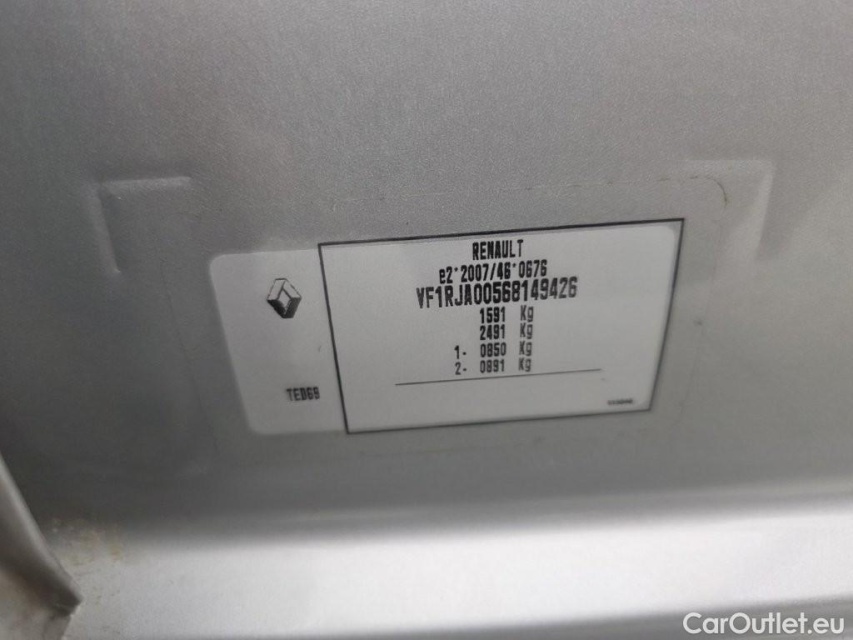 RENAULT
e2*2007/46*0676
VF1RJA00568149426
1591 Kg
2491 Kg
1- 0850 Kg
2- 0891 Kg
TED69
CarOutlet.eu